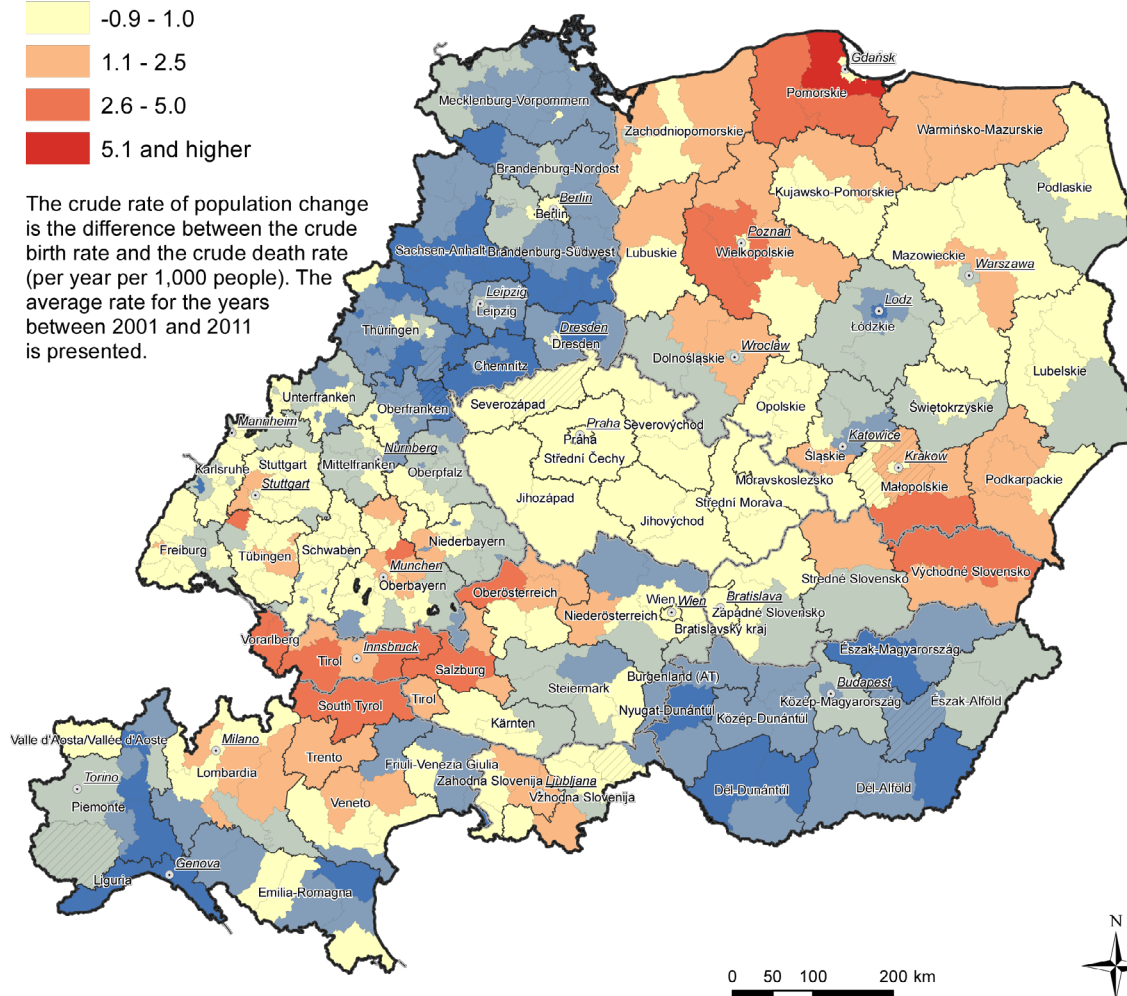 -0.9 - 1.0
1.1 - 2.5
2.6 - 5.0
5.1 and higher
The crude rate of population change
is the difference between the crude
birth rate and the crude death rate
(per year per 1,000 people). The
average rate for the years
between 2001 and 2011
is presented.
Gdańsk
Pomorskie
Mecklenburg-Vorpommern
Zachodniopomorskie
Warmińsko-Mazurskie
Brandenburg-Nordost
Podlaskie
Kujawsko-Pomorskie
Berlin
Berlin
Poznań
Sachsen-Anhalt
Brandenburg-Südwest
Lubuskie
Wielkopolskie
Mazowieckie
Warszawa
Leipzig
Leipzig
Lodz
Łódzkie
Thüringen
Dresden
Dresden
Wroclaw
Dolnośląskie
Chemnitz
Lubelskie
Unterfranken
Severozápad
Opolskie
Świętokrzyskie
Oberfranken
Mannheim
Praha
Severovýchod
Praha
Katowice
Nürnberg
Karlsruhe
Stuttgart
Mittelfranken
Oberpfalz
Střední Čechy
Śląskie
Kraków
Stuttgart
Moravskoslezsko
Małopolskie
Podkarpackie
Jihozápad
Střední Morava
Jihovýchod
Freiburg
Tübingen
Schwaben
Niederbayern
Munchen
Oberbayern
Stredné Slovensko
Východné Slovensko
Oberösterreich
Wien
Wien
Bratislava
Niederösterreich
Západné Slovensko
Bratislavský kraj
Vorarlberg
Innsbruck
Tirol
Salzburg
Észak-Magyarország
Burgenland (AT)
Steiermark
Budapest
South Tyrol
Tirol
Nyugat-Dunántúl
Közép-Magyarország
Észak-Alföld
Közép-Dunántúl
Kärnten
Valle d'Aosta/Vallée d'Aoste
Milano
Trento
Friuli-Venezia Giulia
Lombardia
Torino
Zahodna Slovenija
Ljubljana
Piemonte
Veneto
Vzhodna Slovenija
Dél-Dunántúl
Dél-Alföld
Genova
Liguria
Emilia-Romagna
N
0 50 100 200 km